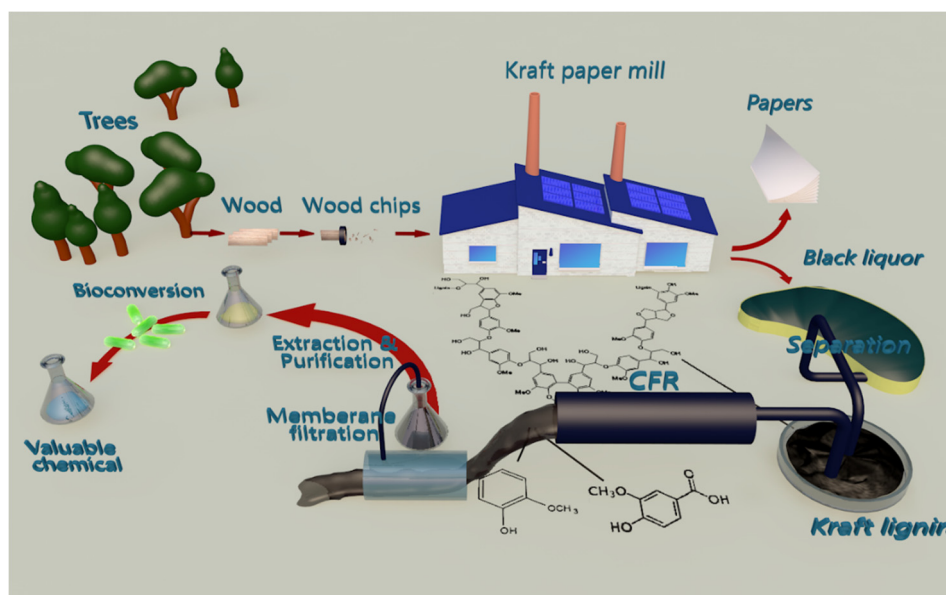 Kraft paper mill
Papers
Trees
Wood
Wood chips
Black liquor
Bioconversion
Separation
Extraction &
Purification
CFR
Memberane
filtration
Valuable
chemical
Kraft lignin
OCH₃
OH
CH₃O
HO
O
OH